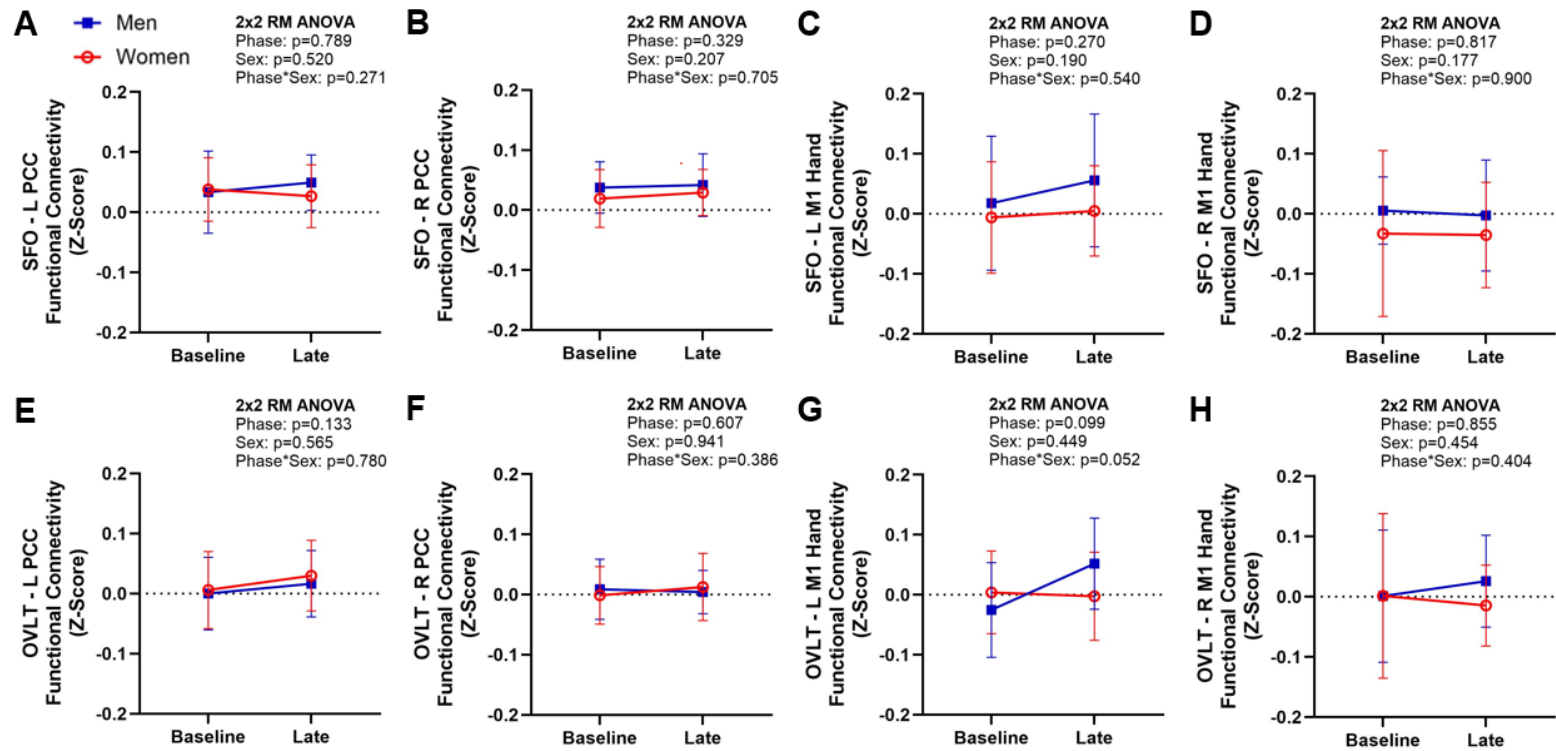 A
Men
Women
2x2 RM ANOVA
Phase: p=0.789
Sex: p=0.520
Phase*Sex: p=0.271
SFO - L PCC
Functional Connectivity
(Z-Score)
0.2
0.1
0.0
-0.1
-0.2
Baseline
Late
B
2x2 RM ANOVA
Phase: p=0.329
Sex: p=0.207
Phase*Sex: p=0.705
SFO - R PCC
Functional Connectivity
(Z-Score)
0.2
0.1
0.0
-0.1
-0.2
Baseline
Late
C
2x2 RM ANOVA
Phase: p=0.270
Sex: p=0.190
Phase*Sex: p=0.540
SFO - L M1 Hand
Functional Connectivity
(Z-Score)
0.2
0.1
0.0
-0.1
-0.2
Baseline
Late
D
2x2 RM ANOVA
Phase: p=0.817
Sex: p=0.177
Phase*Sex: p=0.900
SFO - R M1 Hand
Functional Connectivity
(Z-Score)
0.2
0.1
0.0
-0.1
-0.2
Baseline
Late
E
2x2 RM ANOVA
Phase: p=0.133
Sex: p=0.565
Phase*Sex: p=0.780
OVLT - L PCC
Functional Connectivity
(Z-Score)
0.2
0.1
0.0
-0.1
-0.2
Baseline
Late
F
2x2 RM ANOVA
Phase: p=0.607
Sex: p=0.941
Phase*Sex: p=0.386
OVLT - R PCC
Functional Connectivity
(Z-Score)
0.2
0.1
0.0
-0.1
-0.2
Baseline
Late
G
2x2 RM ANOVA
Phase: p=0.099
Sex: p=0.449
Phase*Sex: p=0.052
OVLT - L M1 Hand
Functional Connectivity
(Z-Score)
0.2
0.1
0.0
-0.1
-0.2
Baseline
Late
H
2x2 RM ANOVA
Phase: p=0.855
Sex: p=0.454
Phase*Sex: p=0.404
OVLT - R M1 Hand
Functional Connectivity
(Z-Score)
0.2
0.1
0.0
-0.1
-0.2
Baseline
Late